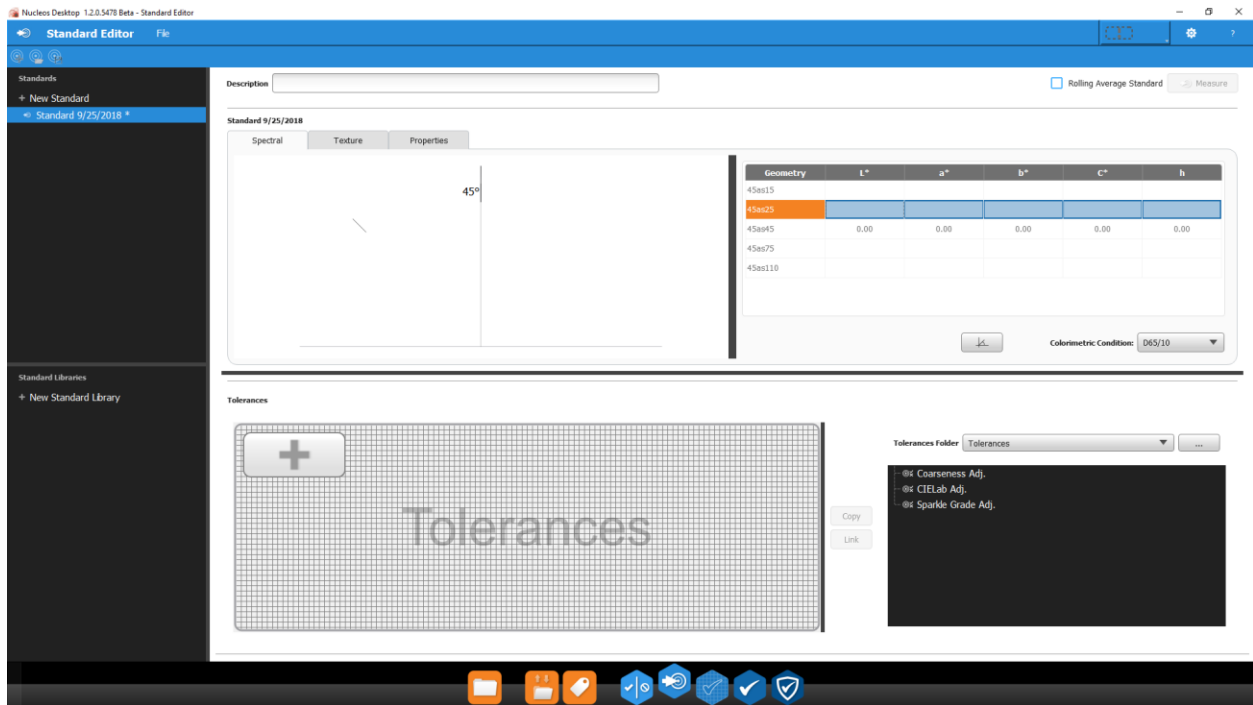 Nucleos Desktop 1.2.0.5478 Beta - Standard Editor
Standard Editor File ?
Standards
+ New Standard
Standard 9/25/2018 *
Description
Rolling Average Standard Measure
Standard 9/25/2018
Spectral Texture Properties
45º
Geometry L* a* b* C* h
45as15
45as25
45as45 0.00 0.00 0.00 0.00 0.00
45as75
45as110
Colorimetric Condition: D65/10
Standard Libraries
+ New Standard Library
Tolerances
Tolerances
Copy
Link
Tolerances Folder Tolerances ...
Coarseness Adj.
CIELab Adj.
Sparkle Grade Adj.